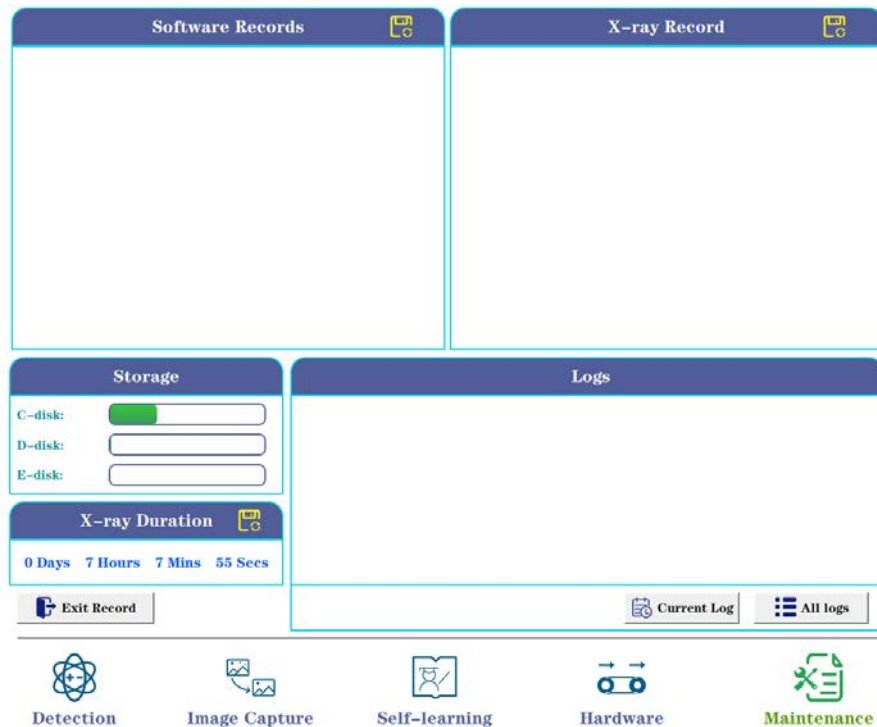 Software Records
X-ray Record
Storage
C-disk:
D-disk:
E-disk:
X-ray Duration
0 Days 7 Hours 7 Mins 55 Secs
Exit Record
Logs
Current Log
All logs
Detection
Image Capture
Self-learning
Hardware
Maintenance